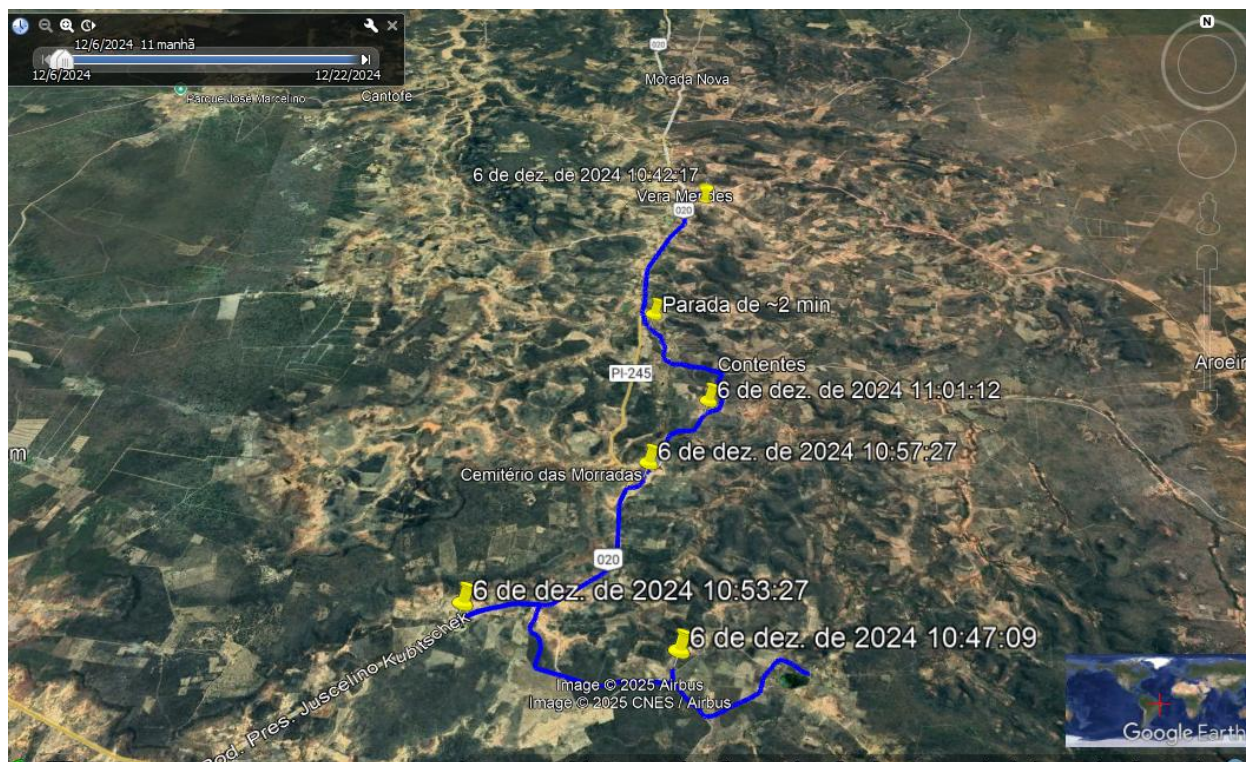 12/6/2024 11 manhã
12/6/2024
12/22/2024
N
020
Morada Nova
Parque José Marcelino
Cantofe
6 de dez. de 2024 10:42:17
Vera Mendes
020
Parada de ~2 min
Contentes
PI-245
Aroeir
6 de dez. de 2024 11:01:12
6 de dez. de 2024 10:57:27
m
Cemitério das Morradas
020
6 de dez. de 2024 10:53:27
6 de dez. de 2024 10:47:09
Rod. Pres. Juscelino Kubitschek
Image © 2025 Airbus
Image © 2025 CNES / Airbus
Google Earth